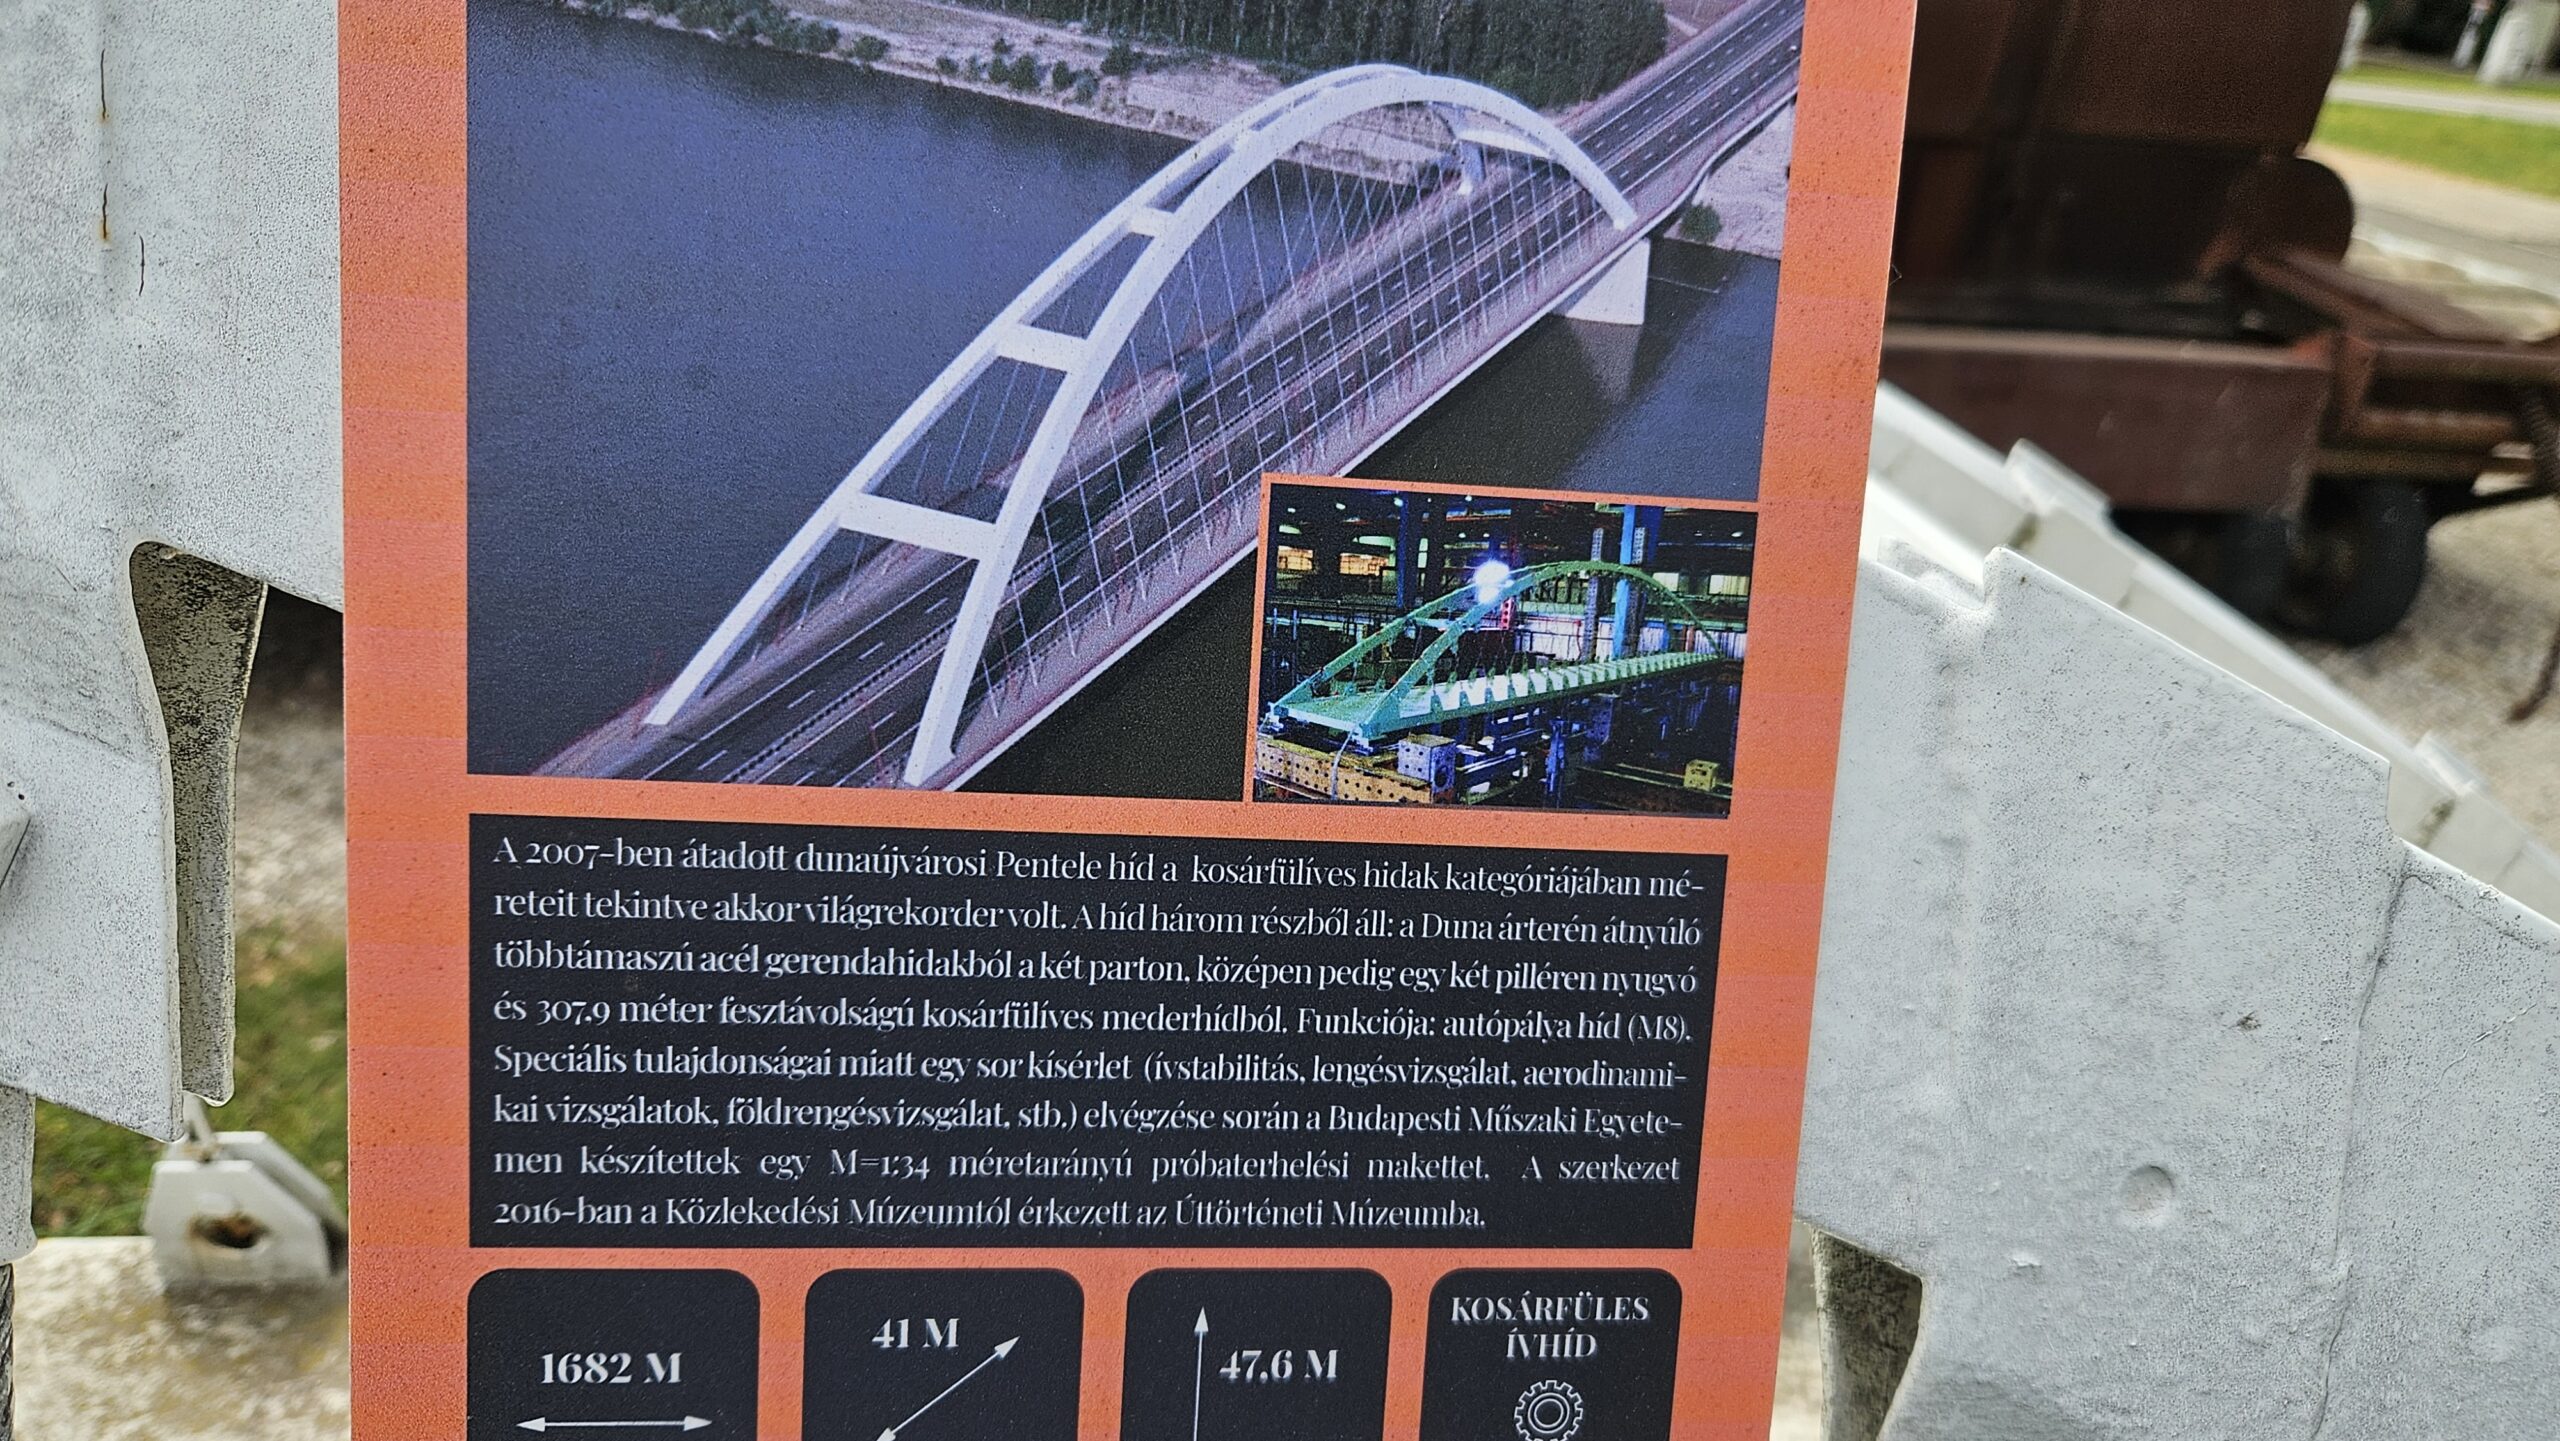 A 2007-ben átadott dunaújvárosi Pentele híd a kosárfülíves hidak kategóriájában mé-
reteit tekintve akkor világrekorder volt. A híd három részből áll: a Duna árterén átnyúló
többtámaszú acél gerendahidakból a két parton, középen pedig egy két pilléren nyugvó
és 307,9 méter fesztávolságú kosárfülíves mederhídból. Funkciója: autópálya híd (M8).
Speciális tulajdonságai miatt egy sor kísérlet (ívstabilitás, lengésvizsgálat, aerodinami-
kai vizsgálatok, földrengésvizsgálat, stb.) elvégzése során a Budapesti Műszaki Egyete-
men készítettek egy M=1:34 méretarányú próbaterhelési makettet. A szerkezet
2016-ban a Közlekedési Múzeumtól érkezett az Úttörténeti Múzeumba.
1682 M
41 M
47,6 M
KOSÁRFÜLES
ÍVHÍD